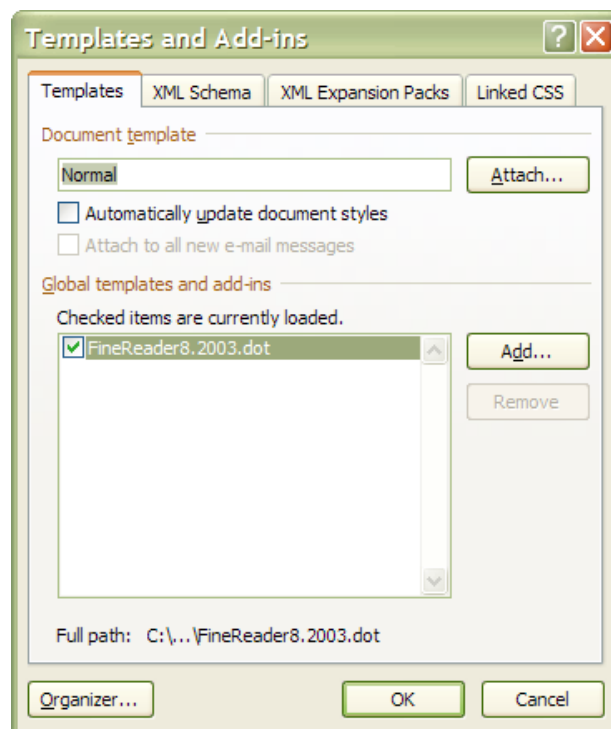 Templates and Add-ins
Templates XML Schema XML Expansion Packs Linked CSS
Document template
Normal Attach...
Automatically update document styles
Attach to all new e-mail messages
Global templates and add-ins
Checked items are currently loaded.
FineReader8.2003.dot Add...
Remove
Full path: C:\...\FineReader8.2003.dot
Organizer... OK Cancel